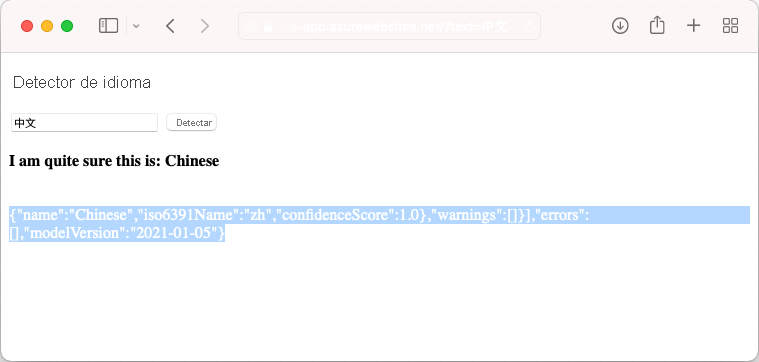 -app.azurewebsites.net/?text=中文
Detector de idioma
中文 Detectar
I am quite sure this is: Chinese
{"name":"Chinese","iso6391Name":"zh","confidenceScore":1.0},"warnings":[]}],"errors":
[],"modelVersion":"2021-01-05"}